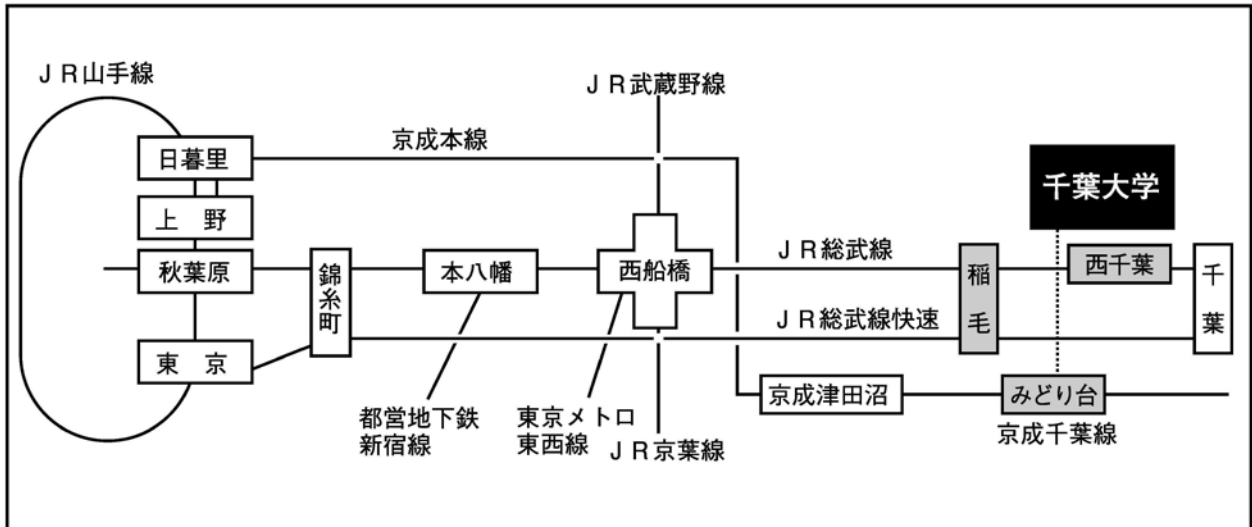 ＪＲ山手線
ＪＲ武蔵野線
京成本線
日暮里
千葉大学
上　野
ＪＲ総武線
秋葉原
錦糸町
本八幡
西船橋
稲毛
西千葉
千葉
ＪＲ総武線快速
東　京
京成津田沼
みどり台
都営地下鉄
新宿線
東京メトロ
東西線
ＪＲ京葉線
京成千葉線